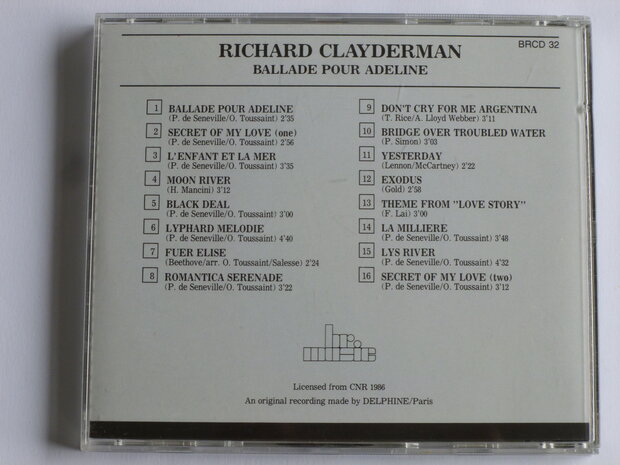 BRCD 32
RICHARD CLAYDERMAN
BALLADE POUR ADELINE
1 BALLADE POUR ADELINE
(P. de Seneville/O. Toussaint) 2'35
2 SECRET OF MY LOVE (one)
(P. de Seneville/O. Toussaint) 2'56
3 L'ENFANT ET LA MER
(P. de Seneville/O. Toussaint) 3'35
4 MOON RIVER
(H. Mancini) 3'12
5 BLACK DEAL
(P. de Seneville/O. Toussaint) 3'00
6 LYPHARD MELODIE
(P. de Seneville/O. Toussaint) 4'40
7 FUER ELISE
(Beethove/arr. O. Toussaint/Salesse) 2'24
8 ROMANTICA SERENADE
(P. de Seneville/O. Toussaint) 3'22
9 DON'T CRY FOR ME ARGENTINA
(T. Rice/A. Lloyd Webber) 3'11
10 BRIDGE OVER TROUBLED WATER
(P. Simon) 3'03
11 YESTERDAY
(Lennon/McCartney) 2'22
12 EXODUS
(Gold) 2'58
13 THEME FROM "LOVE STORY"
(F. Lai) 3'00
14 LA MILLIERE
(P. de Seneville/O. Toussaint) 3'48
15 LYS RIVER
(P. de Seneville/O. Toussaint) 4'32
16 SECRET OF MY LOVE (two)
(P. de Seneville/O. Toussaint) 3'12
Licensed from CNR 1986
An original recording made by DELPHINE/Paris